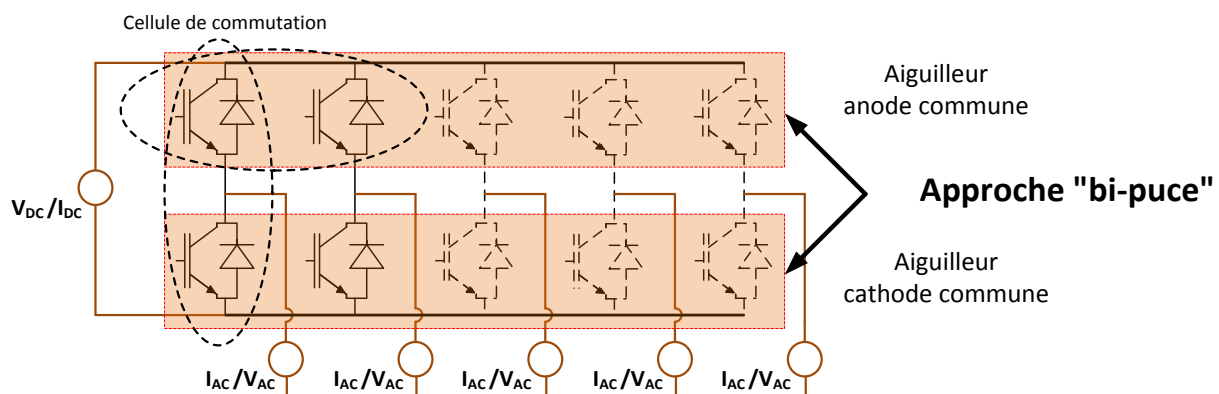 Cellule de commutation
Aiguilleur
anode commune
Approche "bi-puce"
VDC/IDC
Aiguilleur
cathode commune
IAC/VAC IAC/VAC IAC/VAC IAC/VAC IAC/VAC